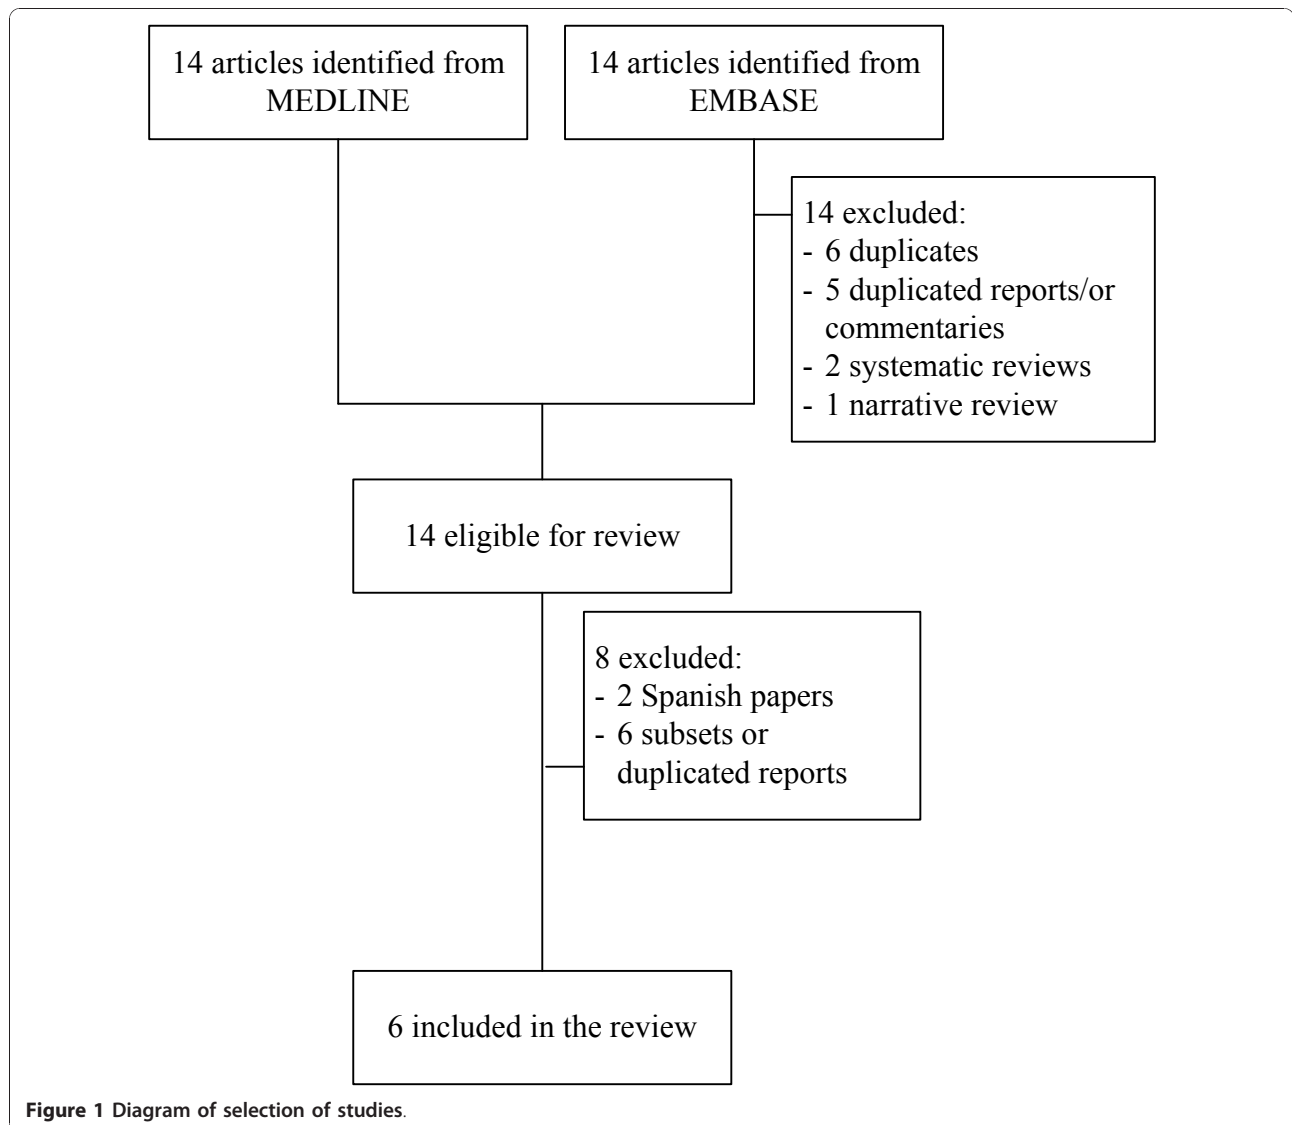 14 articles identified from
MEDLINE
14 articles identified from
EMBASE
14 excluded:
- 6 duplicates
- 5 duplicated reports/or
commentaries
- 2 systematic reviews
- 1 narrative review
14 eligible for review
8 excluded:
- 2 Spanish papers
- 6 subsets or
duplicated reports
6 included in the review
Figure 1 Diagram of selection of studies.